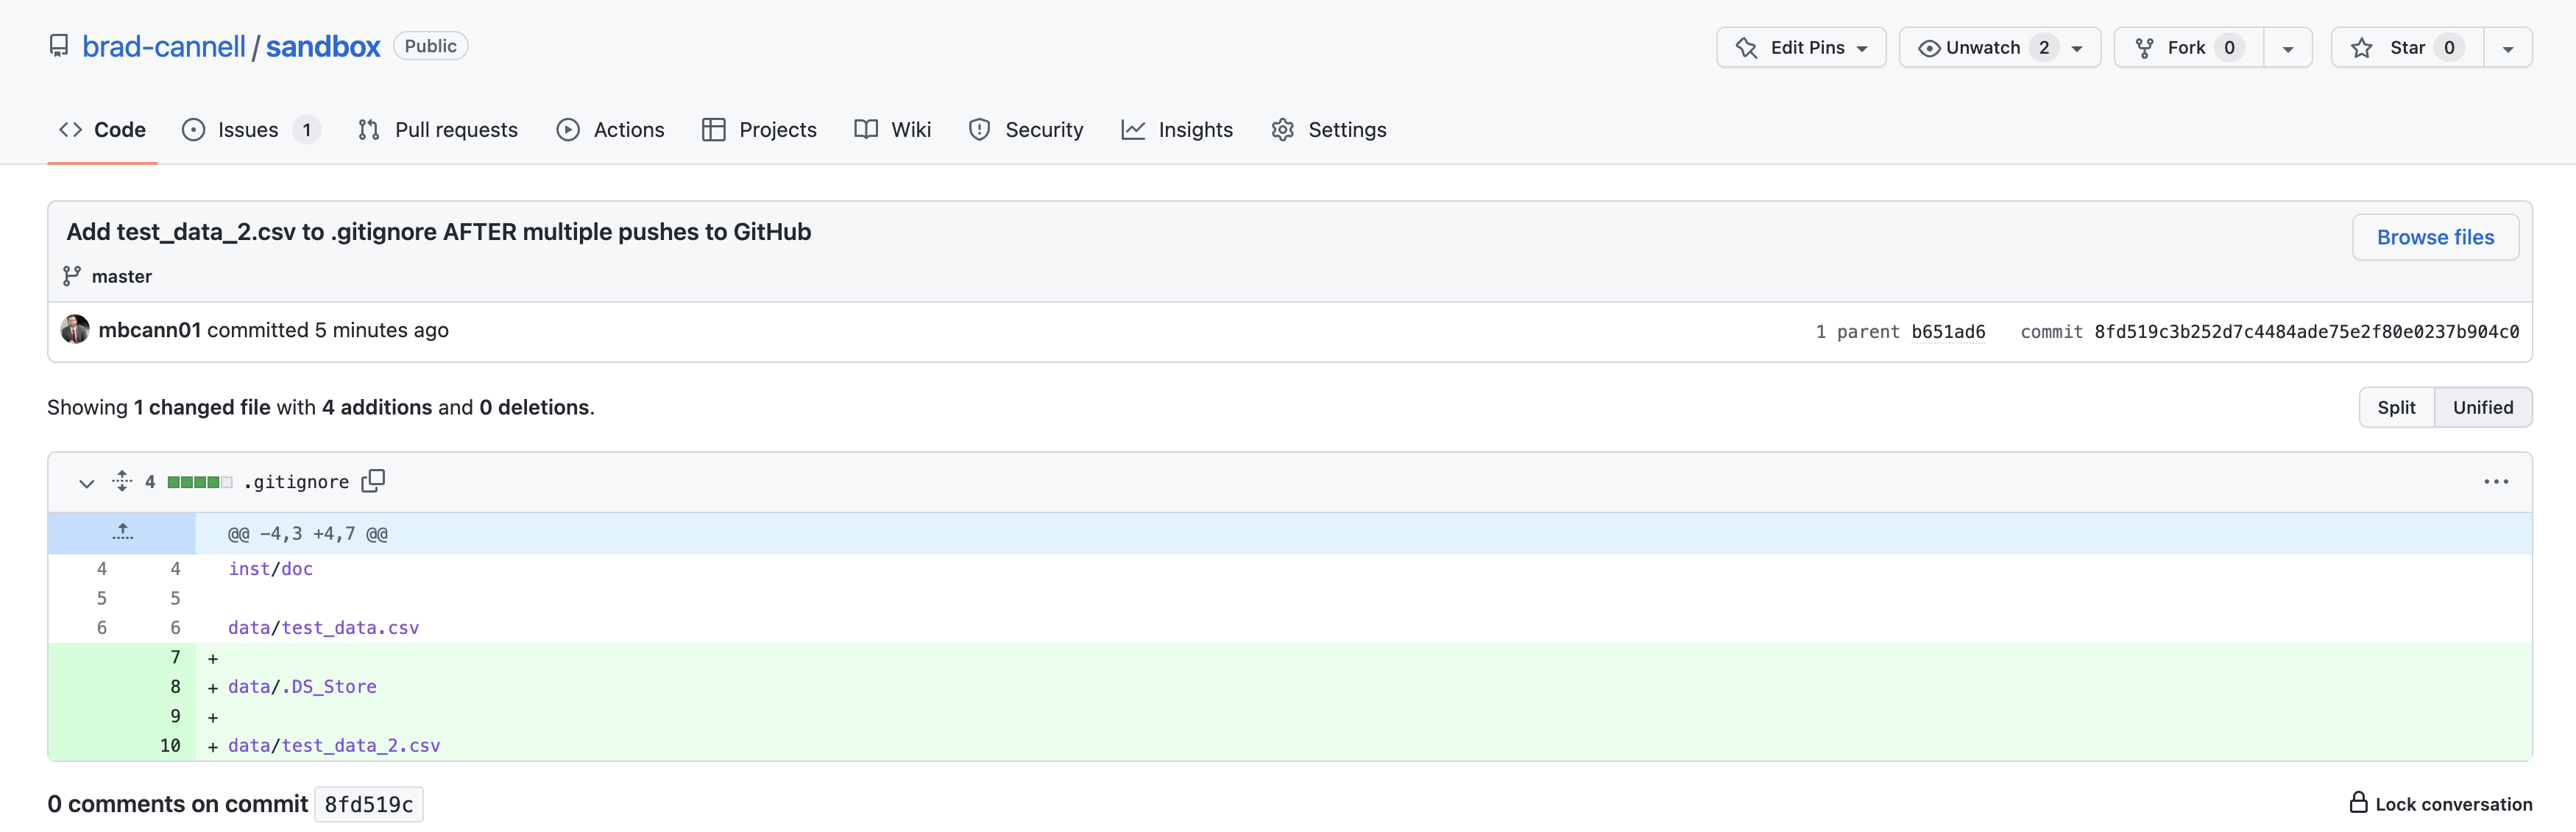 brad-cannell / sandbox Public Edit Pins Unwatch 2 Fork 0 Star 0
Code Issues 1 Pull requests Actions Projects Wiki Security Insights Settings
Add test_data_2.csv to .gitignore AFTER multiple pushes to GitHub
Browse files
master
mbcann01 committed 5 minutes ago 1 parent b651ad6 commit 8fd519c3b252d7c4484ade75e2f80e0237b904c0
Showing 1 changed file with 4 additions and 0 deletions. Split Unified
4 .gitignore
@@ -4,3 +4,7 @@
4 4 inst/doc
5 5
6 6 data/test_data.csv
7 +
8 + data/.DS_Store
9 +
10 + data/test_data_2.csv
0 comments on commit 8fd519c Lock conversation